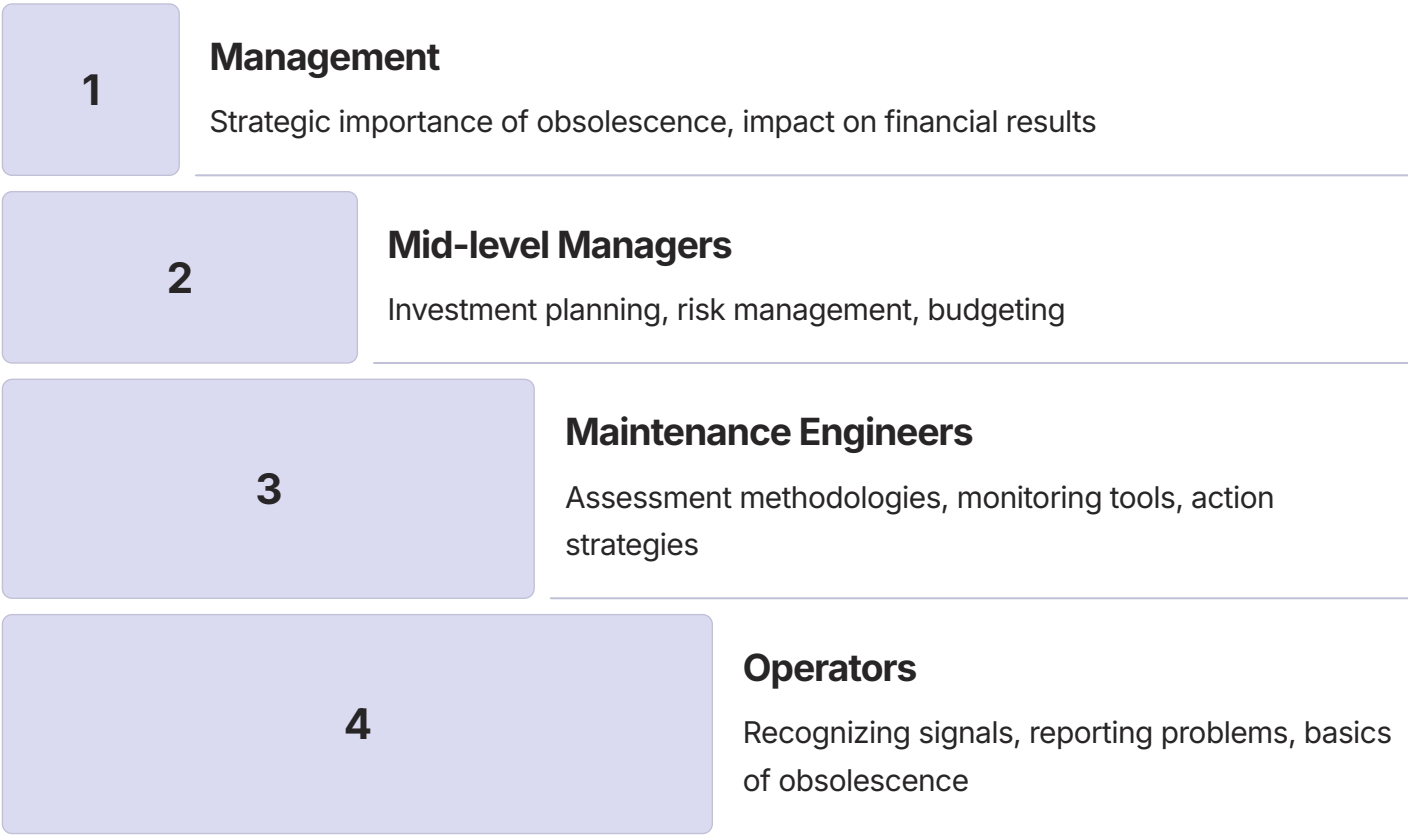 1
Management
Strategic importance of obsolescence, impact on financial results
2
Mid-level Managers
Investment planning, risk management, budgeting
3
Maintenance Engineers
Assessment methodologies, monitoring tools, action
strategies
4
Operators
Recognizing signals, reporting problems, basics
of obsolescence